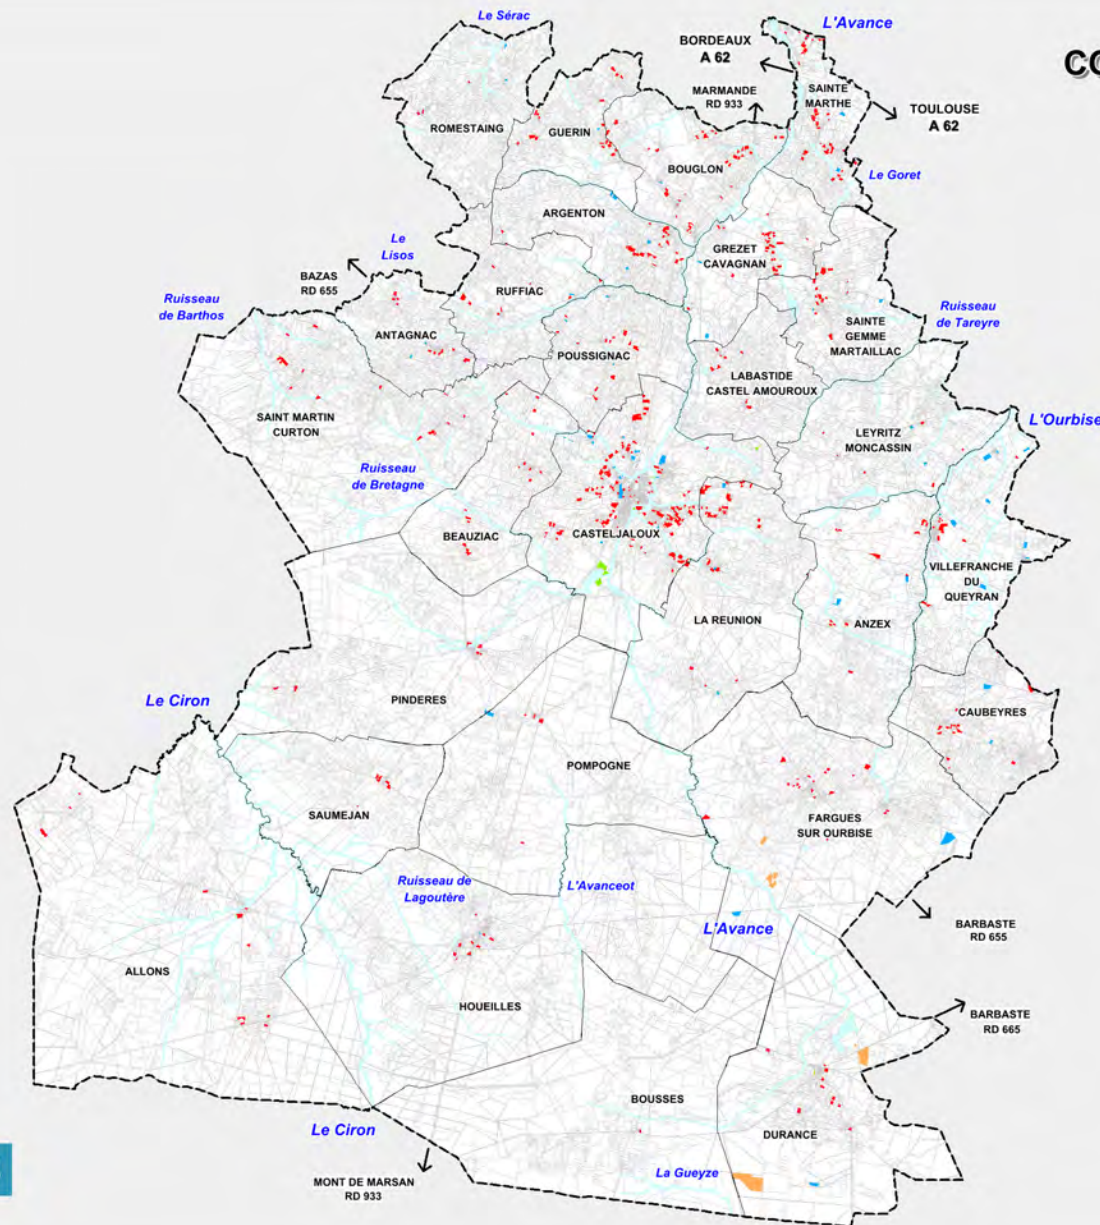 Le Sérac
L'Avance
BORDEAUX
A 62
CO
MARMANDE
RD 933
SAINTE
MARTHE
TOULOUSE
A 62
ROMESTAING
GUERIN
BOUGLON
Le Goret
ARGENTON
GREZET
CAVAGNAN
Le
Lisos
BAZAS
RD 655
RUFFIAC
Ruisseau
de Barthos
ANTAGNAC
SAINTE
GEMME
MARTAILLAC
Ruisseau
de Tareyre
POUSSIGNAC
LABASTIDE
CASTEL AMOUROUX
SAINT MARTIN
CURTON
LEYRITZ
MONCASSIN
L'Ourbise
Ruisseau
de Bretagne
BEAUZIAC
CASTELJALOUX
VILLEFRANCHE
DU
QUEYRAN
LA REUNION
ANZEX
Le Ciron
PINDERES
CAUBEYRES
POMPOGNE
SAUMEJAN
FARGUES
SUR OURBISE
Ruisseau de
Lagoutère
L'Avanceot
L'Avance
BARBASTE
RD 655
ALLONS
HOUEILLES
BARBASTE
RD 665
BOUSSES
DURANCE
Le Ciron
La Gueyze
MONT DE MARSAN
RD 933